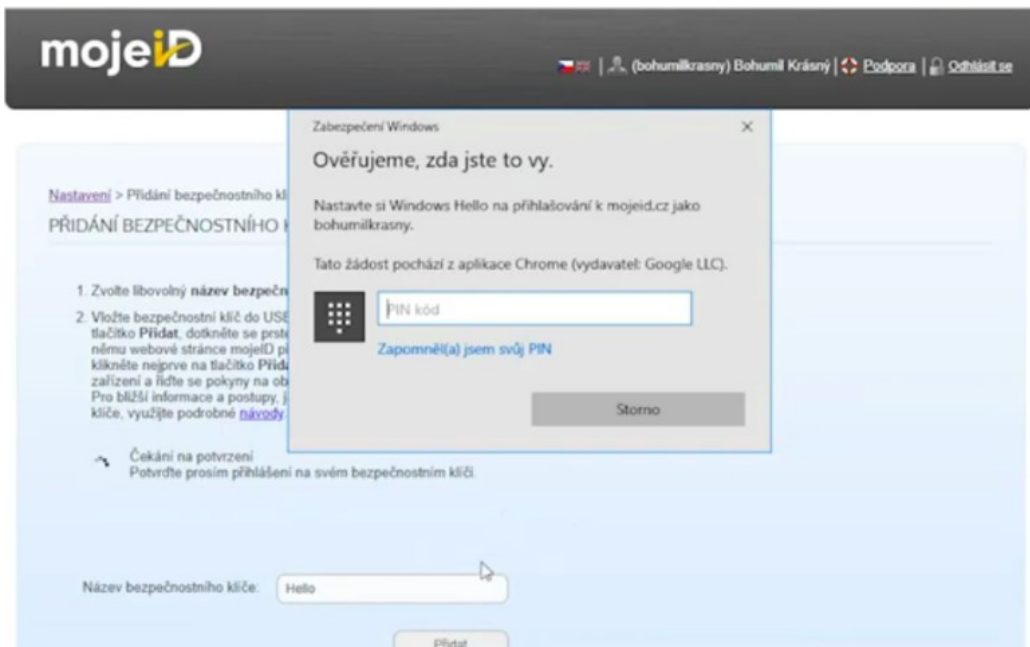 mojeiD
(bohumilkrasny) Bohumil Krásný | Podpora | Odhlásit se
Zabezpečení Windows
Ověřujeme, zda jste to vy.
Nastavte si Windows Hello na přihlašování k mojeid.cz jako
bohumilkrasny.
Tato žádost pochází z aplikace Chrome (vydavatel: Google LLC).
PIN kód
Zapomněl(a) jsem svůj PIN
Storno
Nastavení > Přidání bezpečnostního kl
PŘIDÁNÍ BEZPEČNOSTNÍHO
1. Zvolte libovolný název bezpečn
2. Vložte bezpečnostní klíč do USB
tlačítko Přidat, dotkněte se prste
němu webové stránce mojeID př
klikněte nejprve na tlačítko Přida
zařízení a řiďte se pokyny na ob
Pro bližší informace a postupy, j
klíče, využijte podrobné návody
Čekání na potvrzení
Potvrďte prosím přihlášení na svém bezpečnostním klíči.
Název bezpečnostního klíče: Hello
Přidat